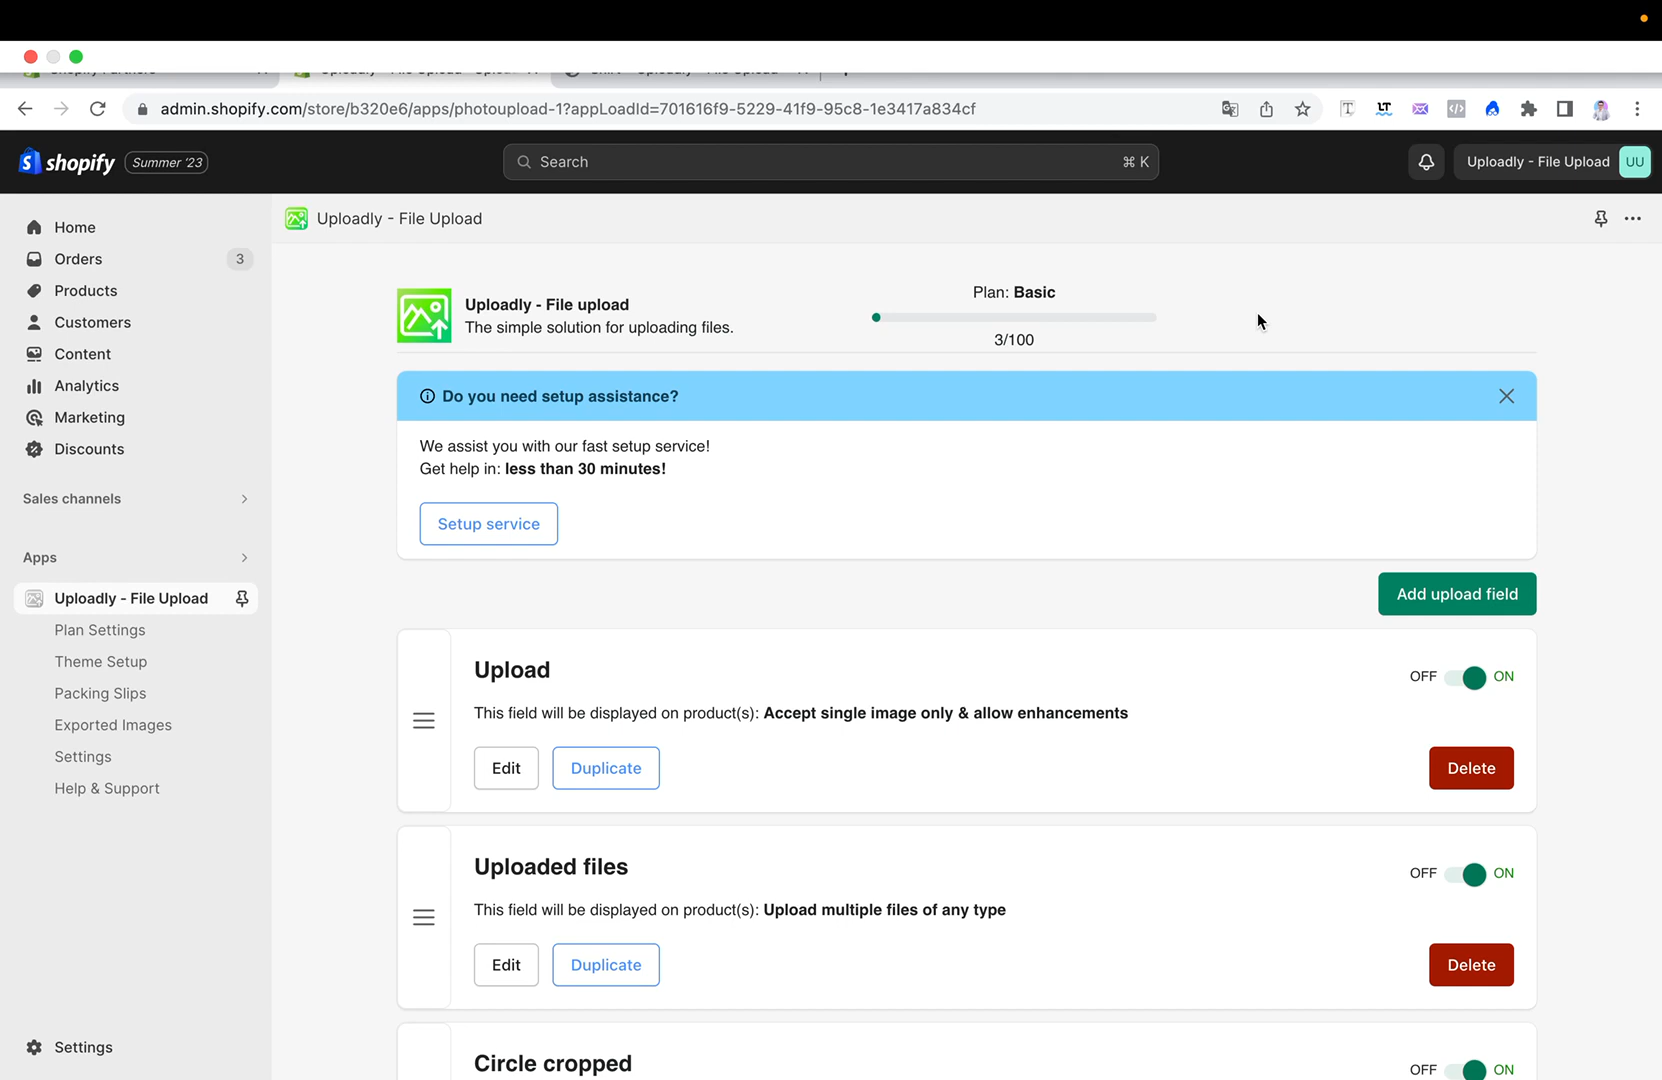 admin.shopify.com/store/b320e6/apps/photoupload-1?appLoadId=701616f9-5229-41f9-95c8-1e3417a834cf
shopify Summer '23
Search ⌘ K
Uploadly - File Upload UU
Home
Orders 3
Products
Customers
Content
Analytics
Marketing
Discounts
Sales channels
Apps
Uploadly - File Upload
Plan Settings
Theme Setup
Packing Slips
Exported Images
Settings
Help & Support
Settings
Uploadly - File Upload
Uploadly - File upload
The simple solution for uploading files.
Plan: Basic
3/100
Do you need setup assistance?
We assist you with our fast setup service!
Get help in: less than 30 minutes!
Setup service
Add upload field
Upload
OFF ON
This field will be displayed on product(s): Accept single image only & allow enhancements
Edit Duplicate Delete
Uploaded files
OFF ON
This field will be displayed on product(s): Upload multiple files of any type
Edit Duplicate Delete
Circle cropped
OFF ON